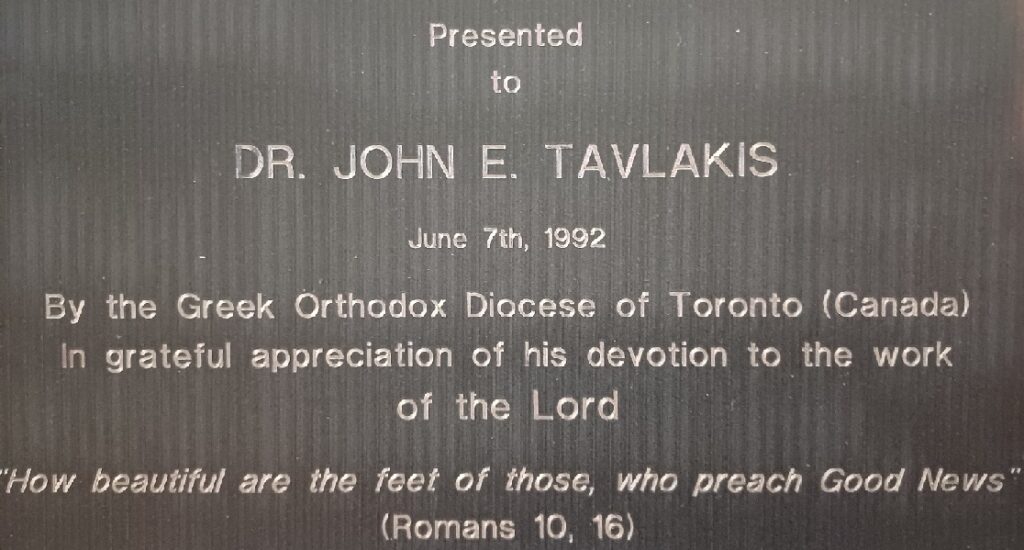 Presented
to
DR. JOHN E. TAVLAKIS
June 7th, 1992
By the Greek Orthodox Diocese of Toronto (Canada)
In grateful appreciation of his devotion to the work
of the Lord
"How beautiful are the feet of those, who preach Good News"
(Romans 10, 16)